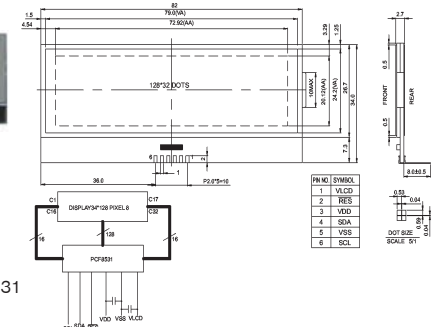 82
79.0(VA)
72.92(AA)
1.5
4.54
3.29
1.25
2.7
128*32 DOTS
10MAX
20.12(AA)
24.2(VA)
26.7
34.0
7.3
0.5
FRONT
REAR
0.5
8.0±0.5
6
1
2
1
36.0
P2.0*5=10
PIN NO. SYMBOL
1 VLCD
2 RES
3 VDD
4 SDA
5 VSS
6 SCL
0.53
0.04
0.59
0.04
DOT SIZE
SCALE 5/1
C1
C16
DISPLAY34*128 PIXEL 8
C17
C32
16
128
16
PCF8531
31
SDA
VDD
VSS
VLCD